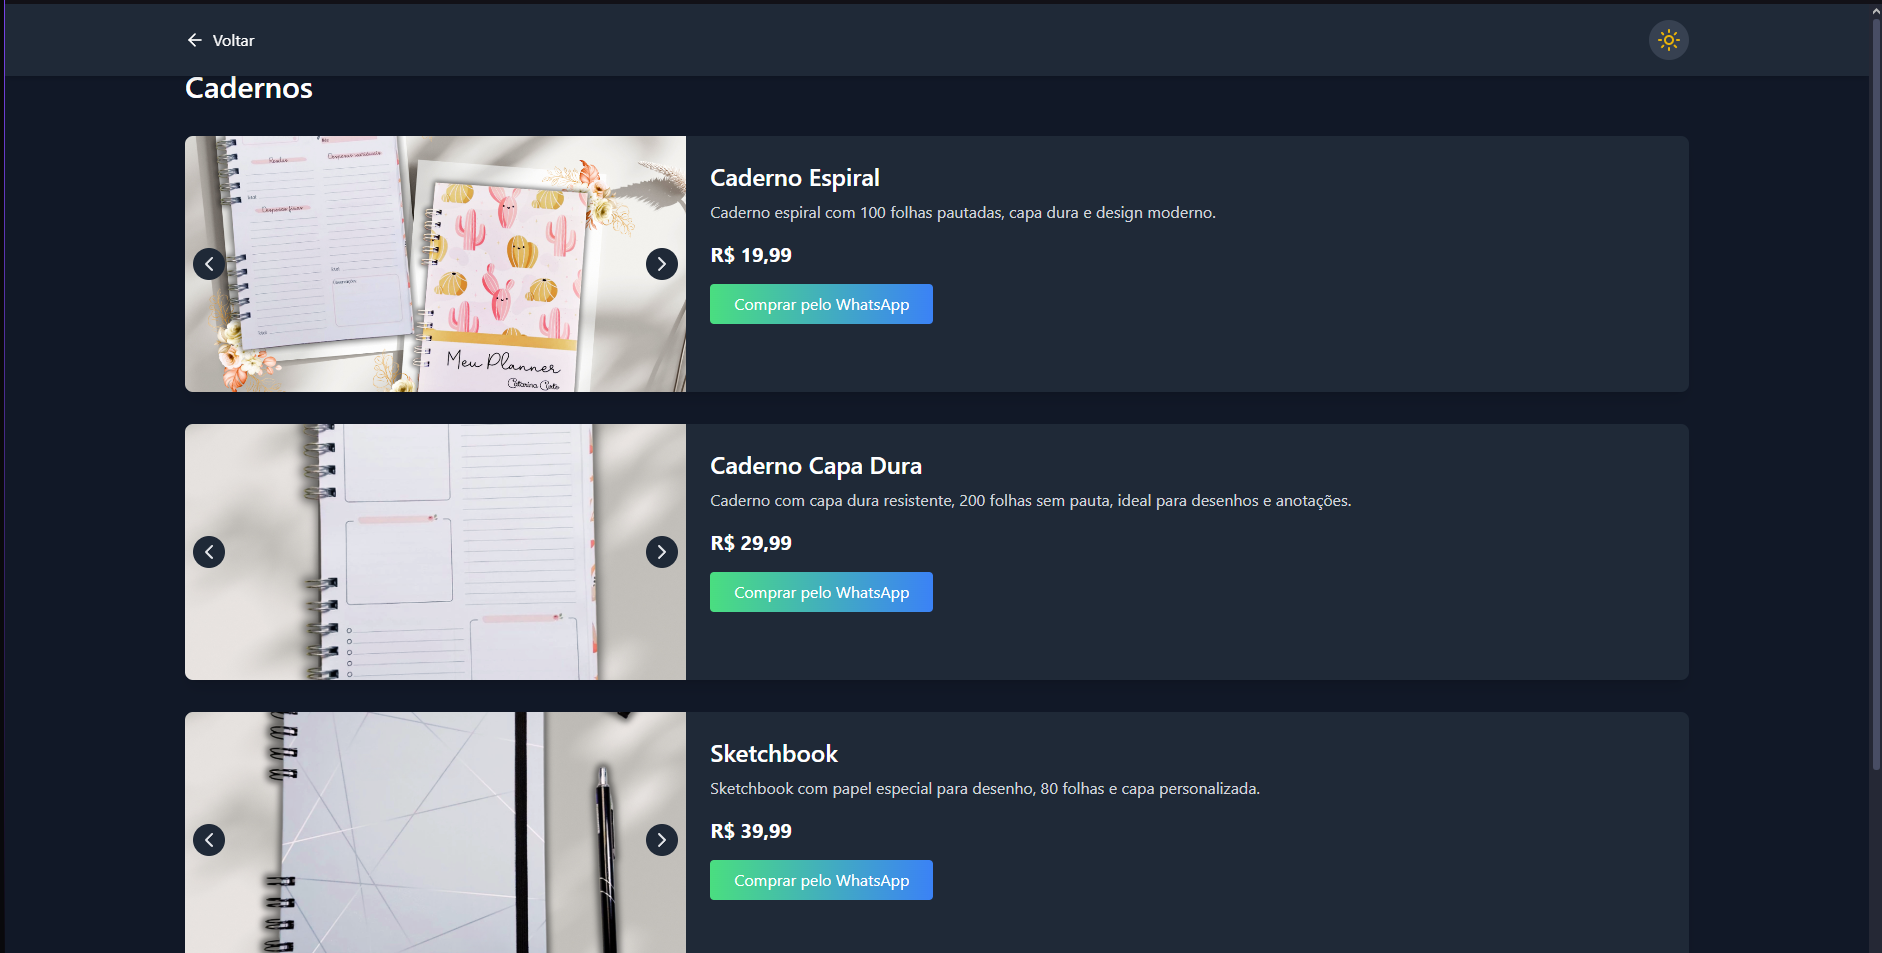 Voltar
Cadernos
Meu Planner
Caderno Espiral
Caderno espiral com 100 folhas pautadas, capa dura e design moderno.
R$ 19,99
Comprar pelo WhatsApp
Caderno Capa Dura
Caderno com capa dura resistente, 200 folhas sem pauta, ideal para desenhos e anotações.
R$ 29,99
Comprar pelo WhatsApp
Sketchbook
Sketchbook com papel especial para desenho, 80 folhas e capa personalizada.
R$ 39,99
Comprar pelo WhatsApp